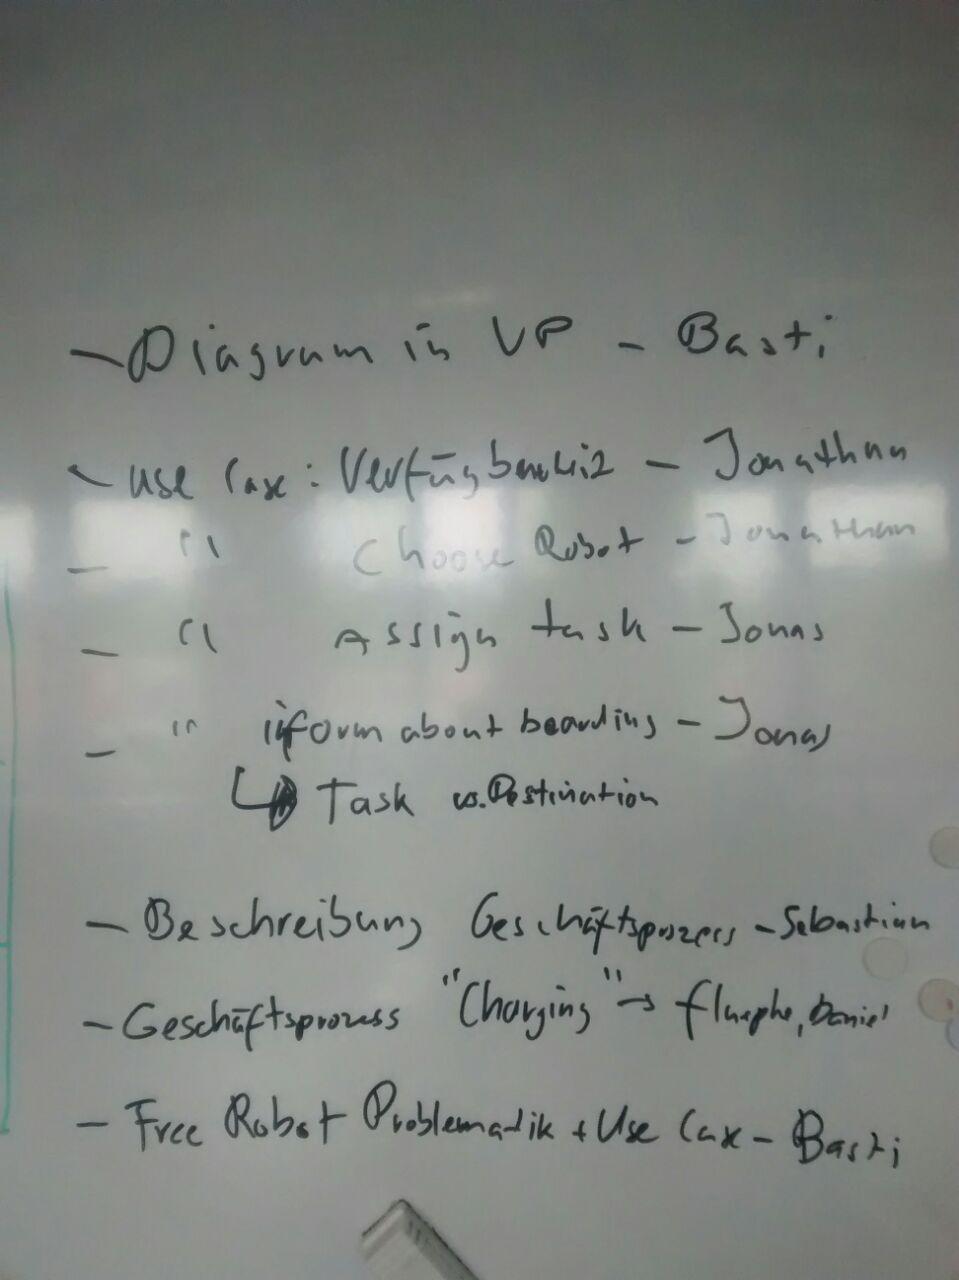 - Diagram in VP - Basti
- Use Case: Verfügbarkeit - Jonathan
- " Choose Robot - Jonathan
- " Assign task - Jonas
- " inform about boarding - Jonas
↳ Task vs. Destination
- Beschreibung Geschäftsprozess - Sebastian
- Geschäftsprozess "Charging" → Daniel
- Free Robot Problematik + Use Case - Basti